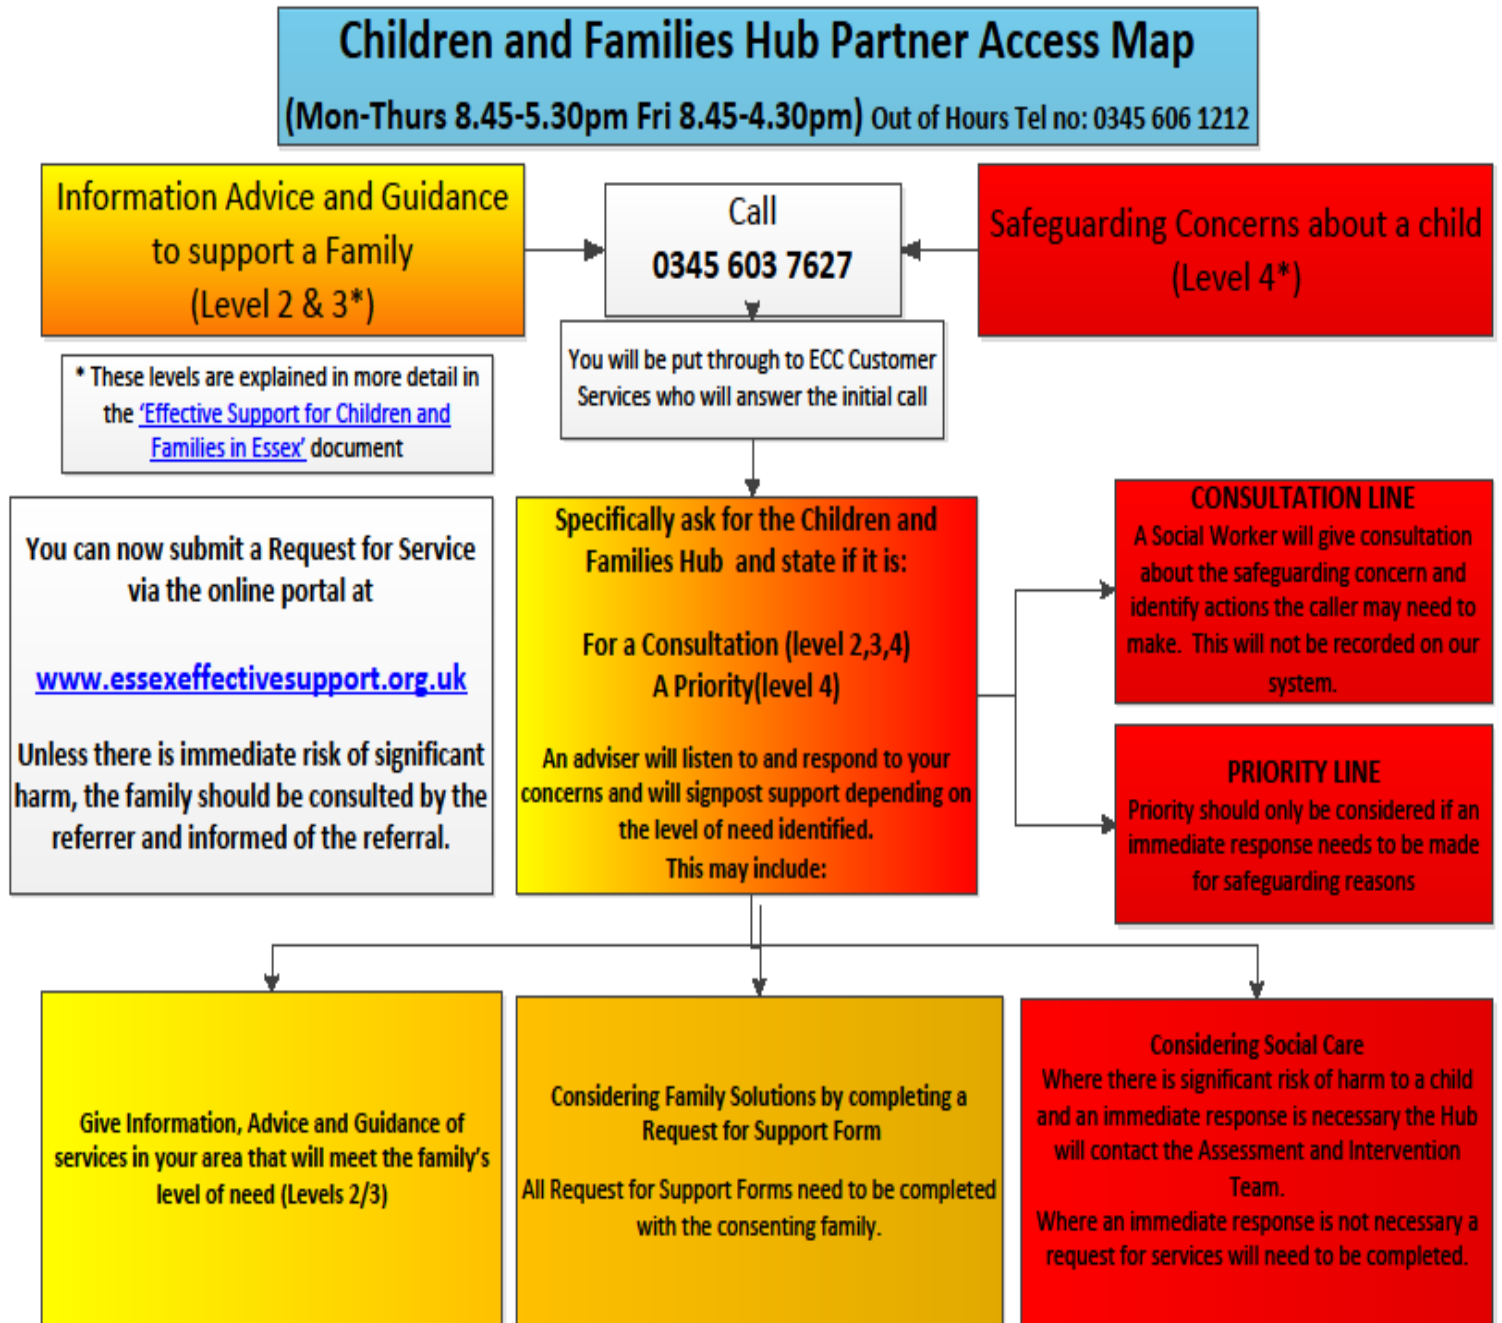 Children and Families Hub Partner Access Map
(Mon-Thurs 8.45-5.30pm Fri 8.45-4.30pm) Out of Hours Tel no: 0345 606 1212
Information Advice and Guidance
to support a Family
(Level 2 & 3*)
Call
0345 603 7627
Safeguarding Concerns about a child
(Level 4*)
* These levels are explained in more detail in
the 'Effective Support for Children and
Families in Essex' document
You will be put through to ECC Customer
Services who will answer the initial call
You can now submit a Request for Service
via the online portal at
www.essexeffectivesupport.org.uk
Unless there is immediate risk of significant
harm, the family should be consulted by the
referrer and informed of the referral.
Specifically ask for the Children and
Families Hub and state if it is:
For a Consultation (level 2,3,4)
A Priority(level 4)
An adviser will listen to and respond to your
concerns and will signpost support depending on
the level of need identified.
This may include:
CONSULTATION LINE
A Social Worker will give consultation
about the safeguarding concern and
identify actions the caller may need to
make. This will not be recorded on our
system.
PRIORITY LINE
Priority should only be considered if an
immediate response needs to be made
for safeguarding reasons
Give Information, Advice and Guidance of
services in your area that will meet the family's
level of need (Levels 2/3)
Considering Family Solutions by completing a
Request for Support Form
All Request for Support Forms need to be completed
with the consenting family.
Considering Social Care
Where there is significant risk of harm to a child
and an immediate response is necessary the Hub
will contact the Assessment and Intervention
Team.
Where an immediate response is not necessary a
request for services will need to be completed.